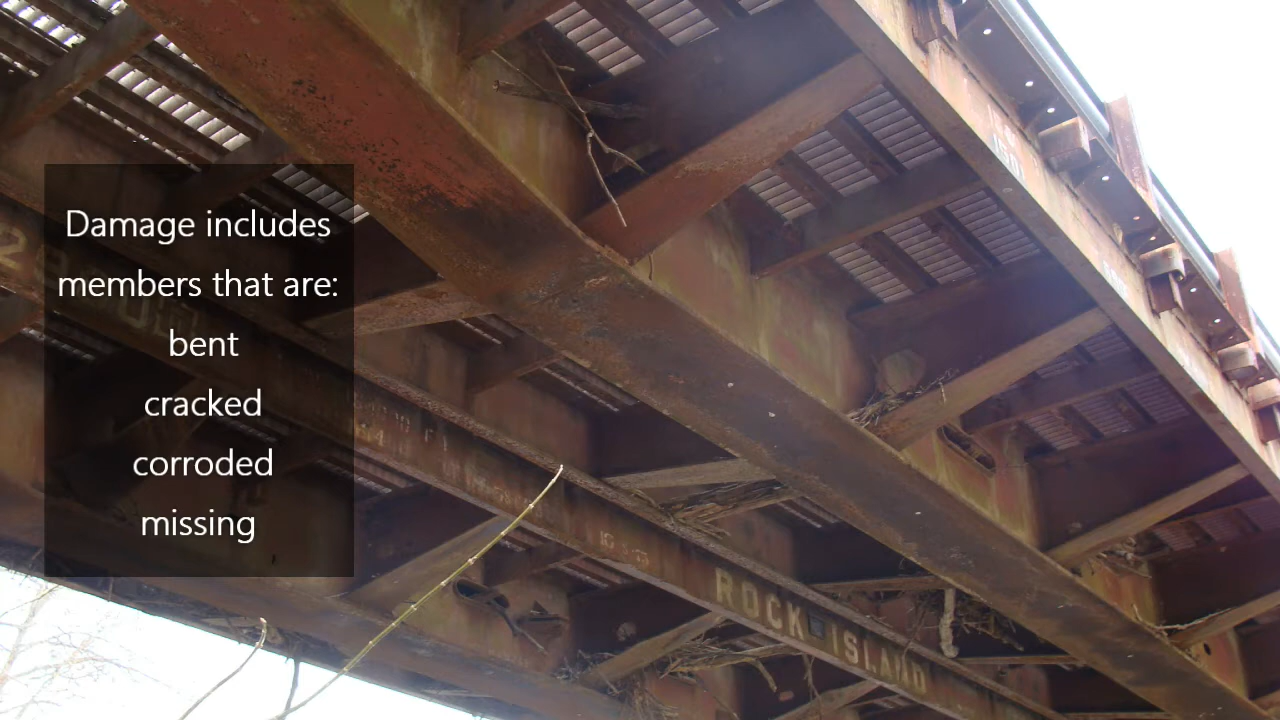 Damage includes
members that are:
bent
cracked
corroded
missing
ROCK ISLAND